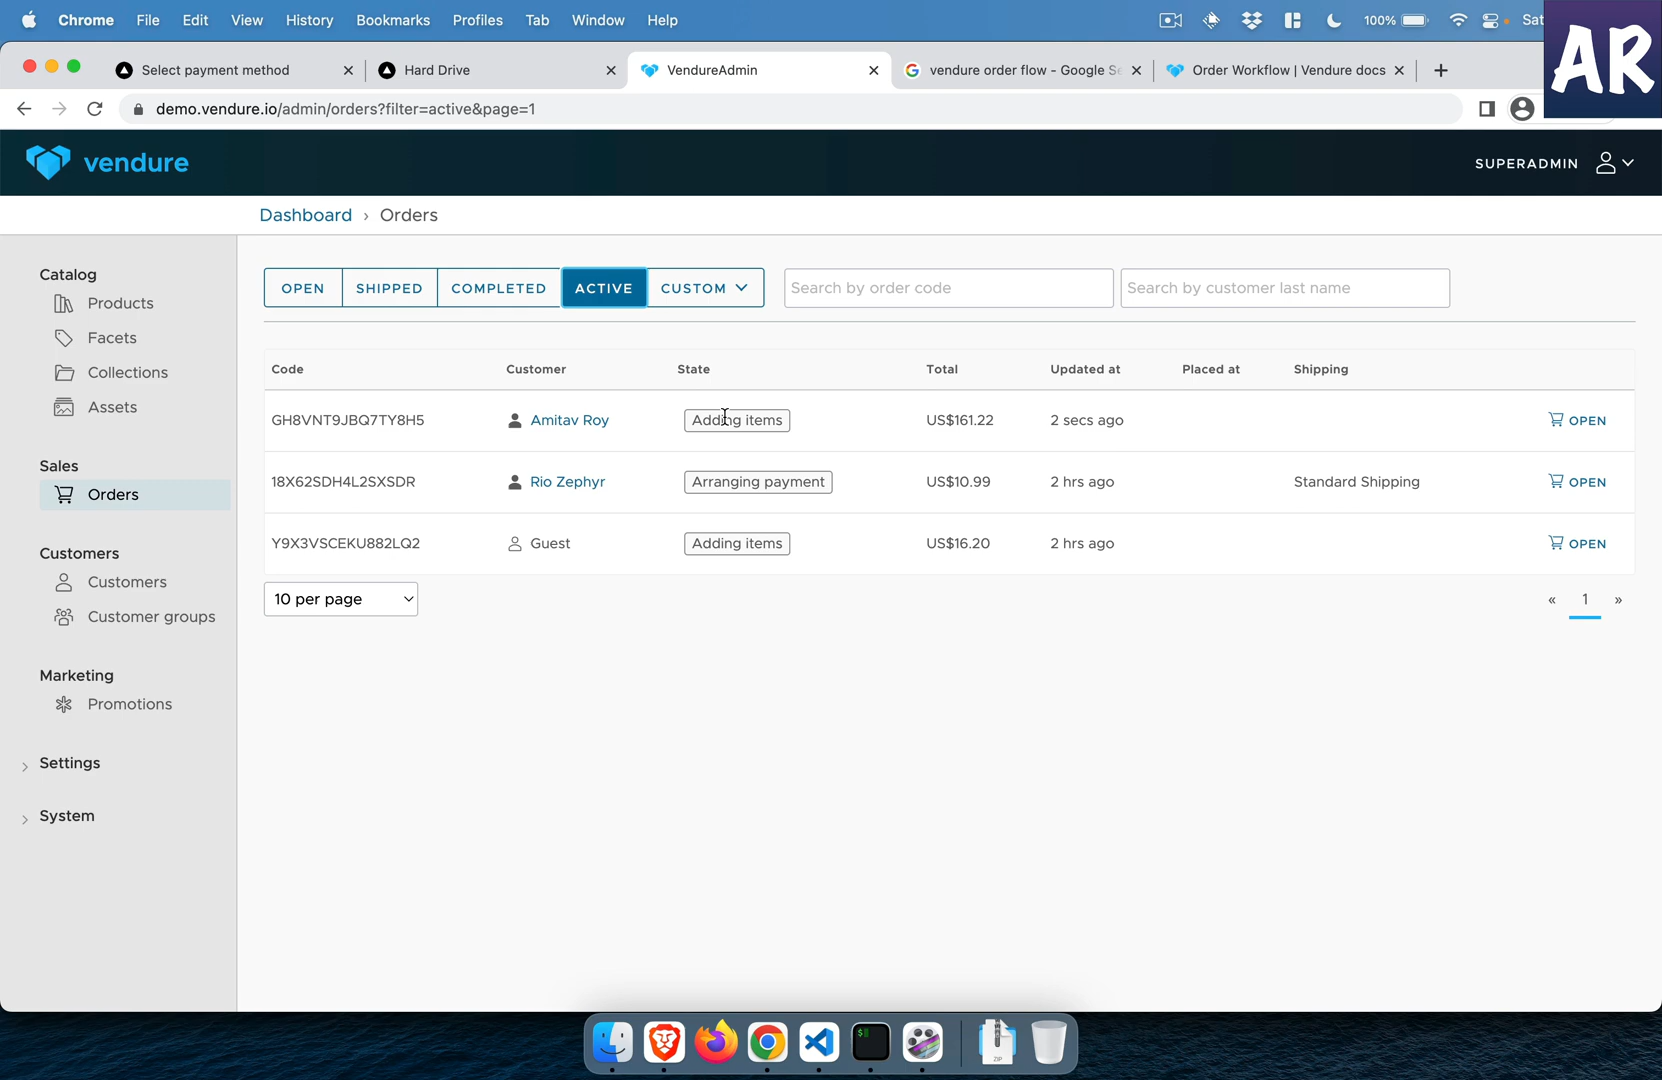 Chrome File Edit View History Bookmarks Profiles Tab Window Help 100% Sat
AR
Select payment method Hard Drive VendureAdmin vendure order flow - Google Se Order Workflow | Vendure docs
demo.vendure.io/admin/orders?filter=active&page=1
vendure SUPERADMIN
Dashboard › Orders
Catalog
Products
Facets
Collections
Assets
Sales
Orders
Customers
Customers
Customer groups
Marketing
Promotions
Settings
System
OPEN SHIPPED COMPLETED ACTIVE CUSTOM Search by order code Search by customer last name
Code Customer State Total Updated at Placed at Shipping
GH8VNT9JBQ7TY8H5 Amitav Roy Adding items US$161.22 2 secs ago OPEN
18X62SDH4L2SXSDR Rio Zephyr Arranging payment US$10.99 2 hrs ago Standard Shipping OPEN
Y9X3VSCEKU882LQ2 Guest Adding items US$16.20 2 hrs ago OPEN
10 per page « 1 »
$
ZIP